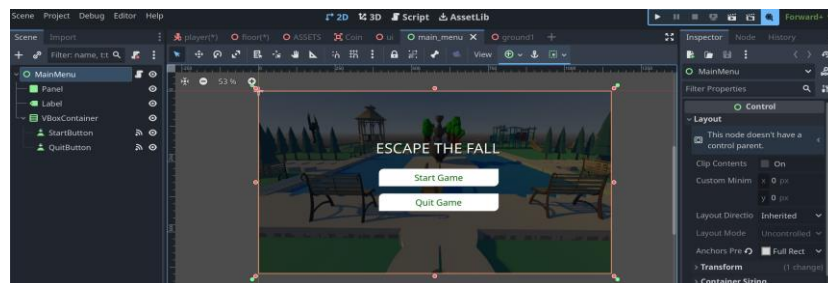 Scene Project Debug Editor Help
2D 3D Script AssetLib
Forward+
Scene Import
player(*) floor(*) ASSETS Coin ui main_menu ground1
Inspector Node History
Filter: name, t:t
View
MainMenu
Panel
Label
VBoxContainer
StartButton
QuitButton
53 %
ESCAPE THE FALL
Start Game
Quit Game
MainMenu
Filter Properties
Control
Layout
This node doesn't have a
control parent.
Clip Contents On
Custom Minim x 0 px
y 0 px
Layout Directio Inherited
Layout Mode Uncontrolled
Anchors Pre Full Rect
Transform (1 change)
Container Sizing